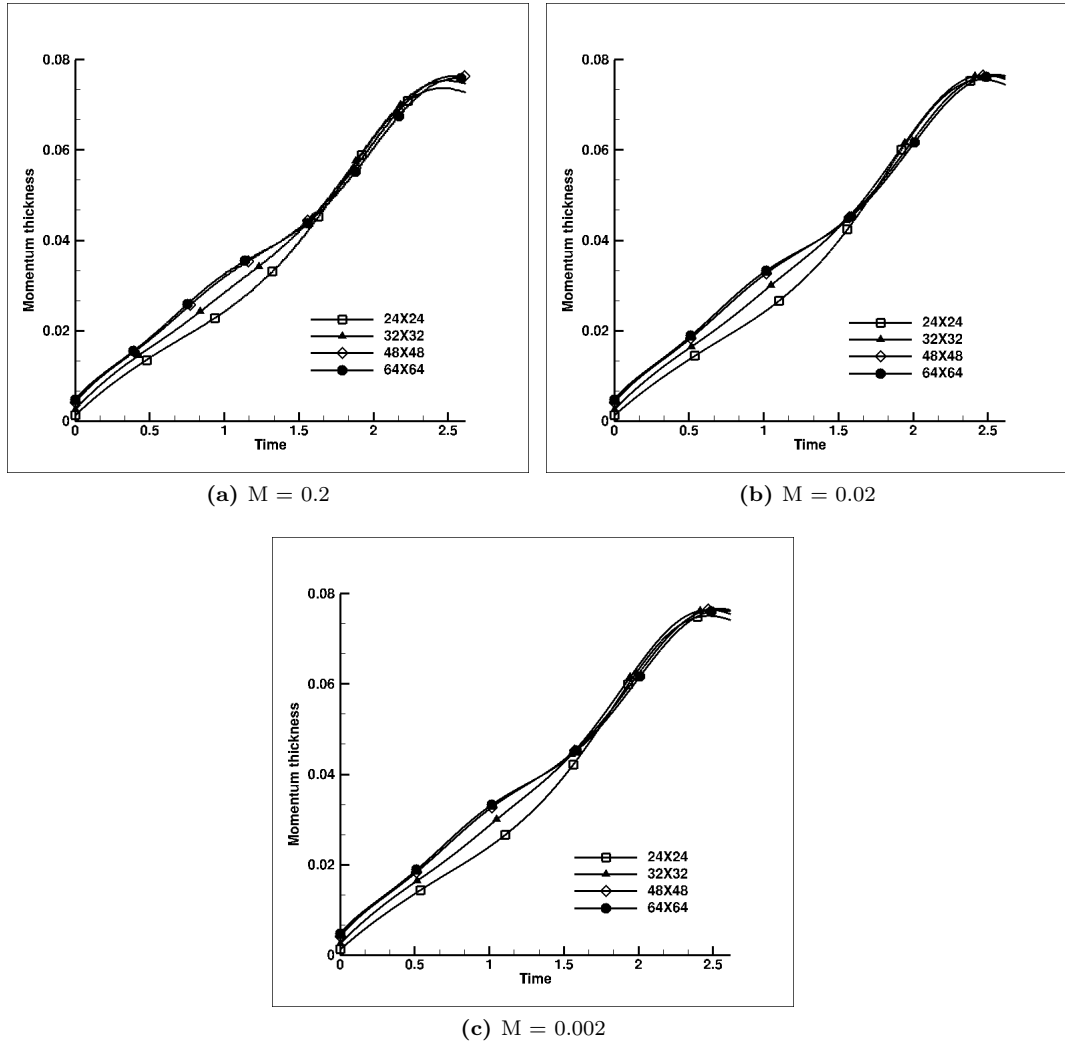 0.08
0.06
0.04
0.02
0
Momentum thickness
0 0.5 1 1.5 2 2.5
Time
24X24
32X32
48X48
64X64
(a) M = 0.2
0.08
0.06
0.04
0.02
0
Momentum thickness
0 0.5 1 1.5 2 2.5
Time
24X24
32X32
48X48
64X64
(b) M = 0.02
0.08
0.06
0.04
0.02
0
Momentum thickness
0 0.5 1 1.5 2 2.5
Time
24X24
32X32
48X48
64X64
(c) M = 0.002